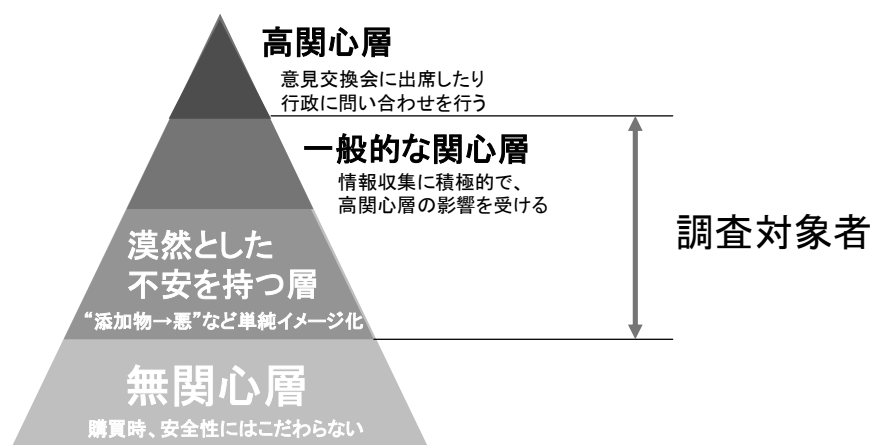 高関心層
意見交換会に出席したり
行政に問い合わせを行う
一般的な関心層
情報収集に積極的で、
高関心層の影響を受ける
調査対象者
漠然とした
不安を持つ層
“添加物→悪”など単純イメージ化
無関心層
購買時、安全性にはこだわらない